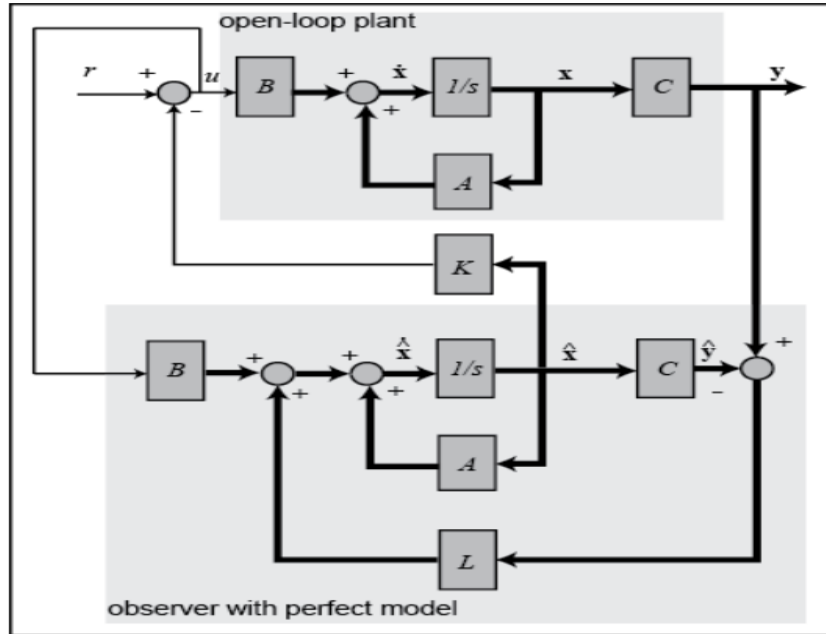 open-loop plant
r + - u B + + ẋ 1/s x C y
A
K
B + + + + x̂̇ 1/s x̂ C ŷ + -
A
L
observer with perfect model